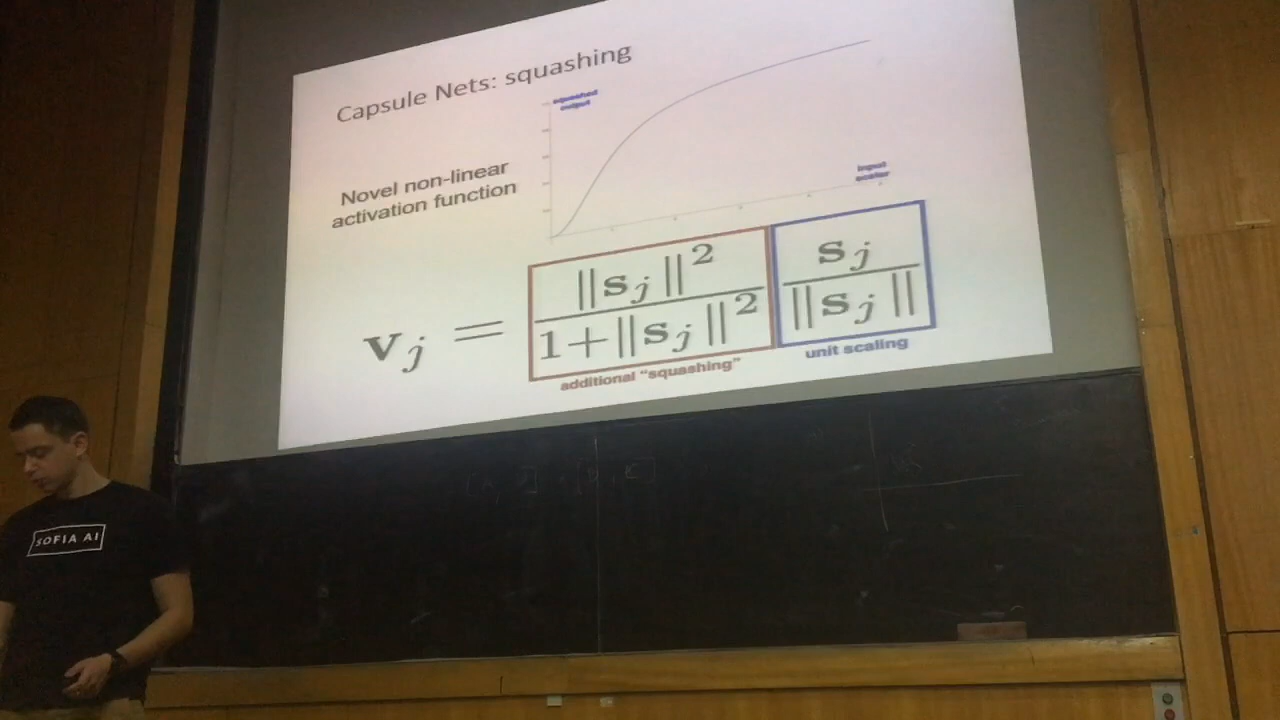 Capsule Nets: squashing
squashed
output
Novel non-linear
activation function
input
scalar
v_j = ||s_j||² / 1+||s_j||² s_j / ||s_j||
additional "squashing"
unit scaling
SOFIA AI